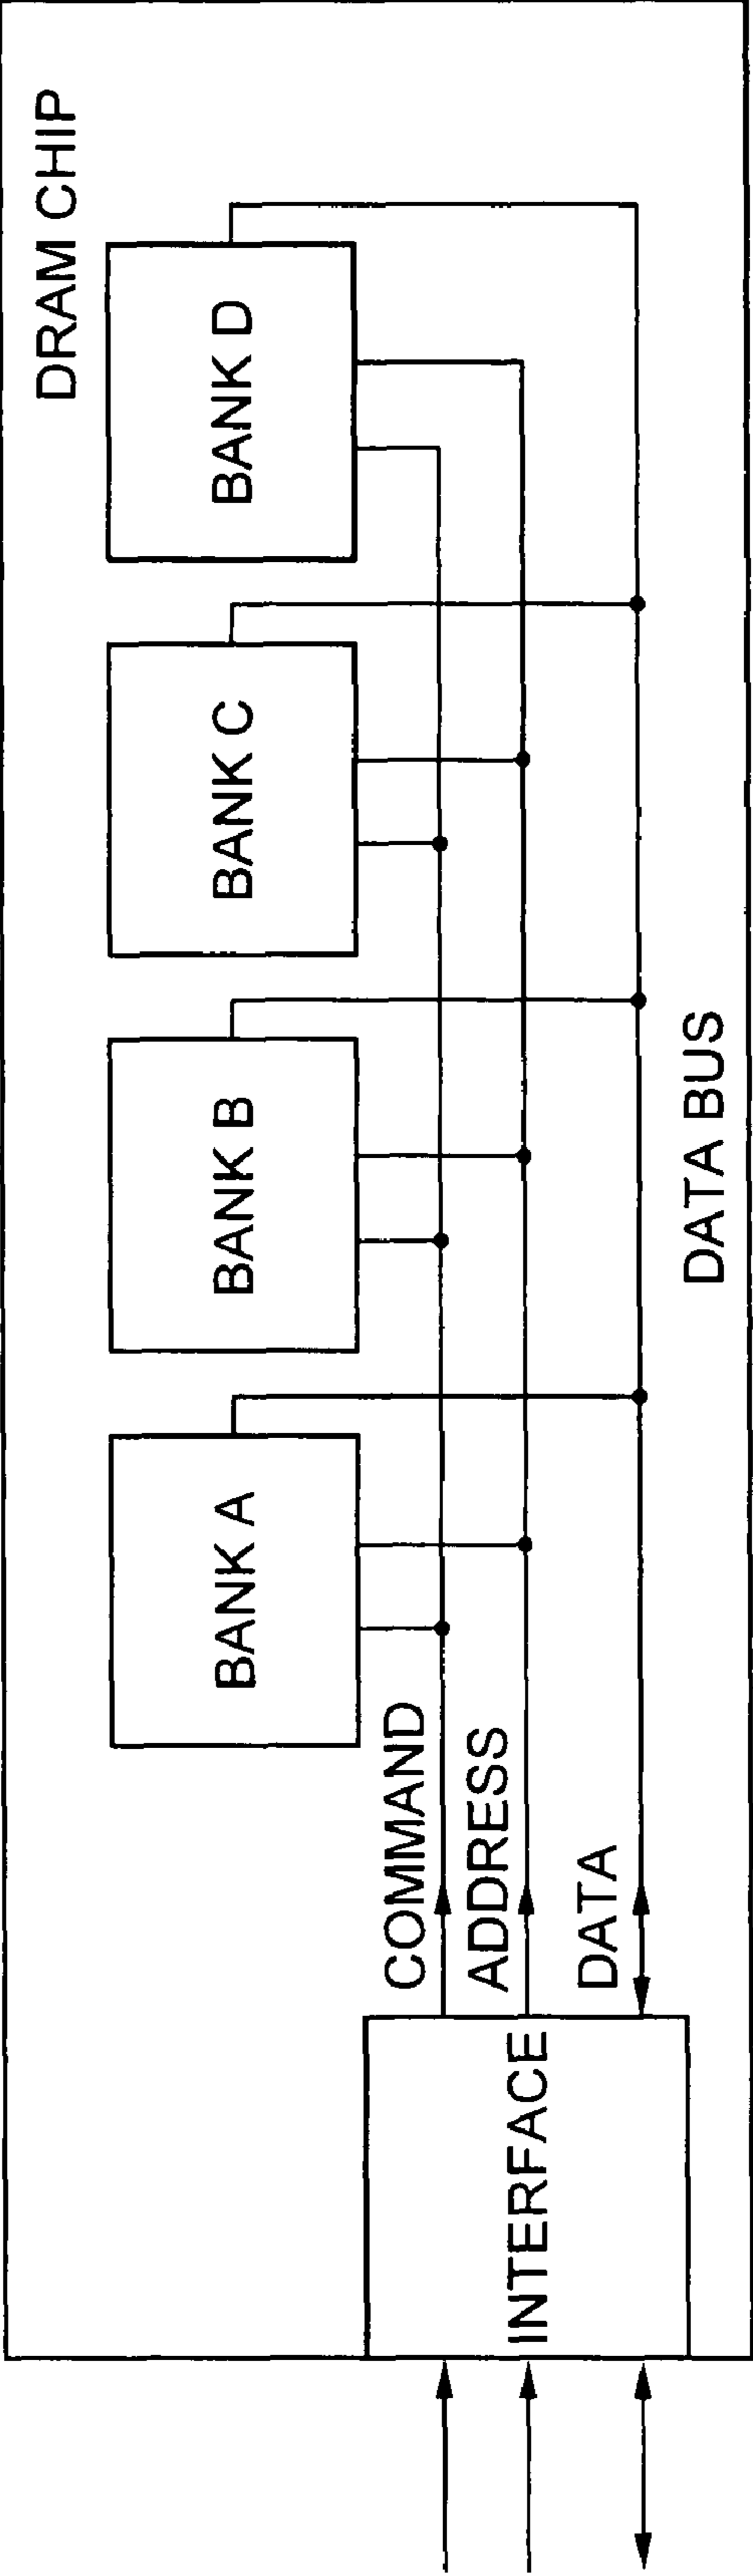 DRAM CHIP
BANK A
BANK B
BANK C
BANK D
COMMAND
ADDRESS
DATA
INTERFACE
DATA BUS